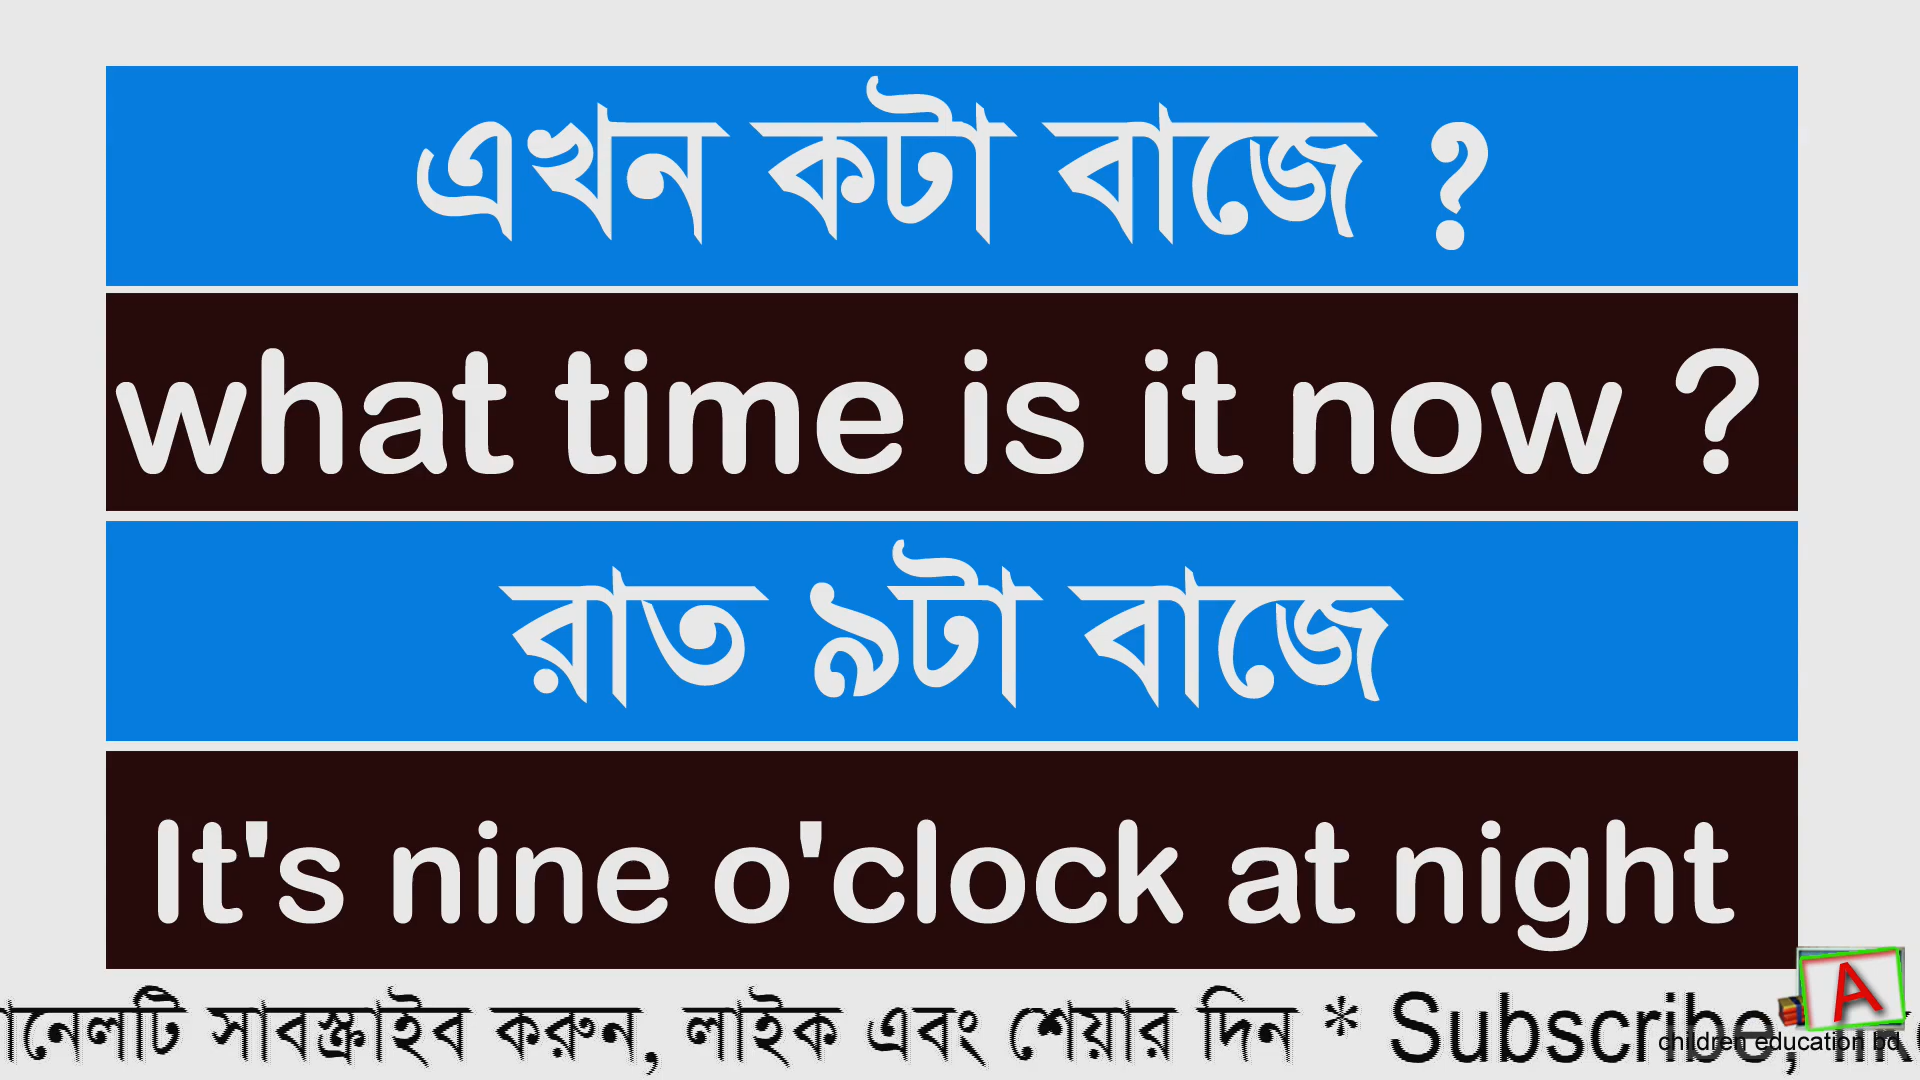 এখন কটা বাজে ?
what time is it now ?
রাত ৯টা বাজে
It's nine o'clock at night
সাবস্ক্রাইব করুন, লাইক এবং শেয়ার দিন * Subscribe,
A
children education bd